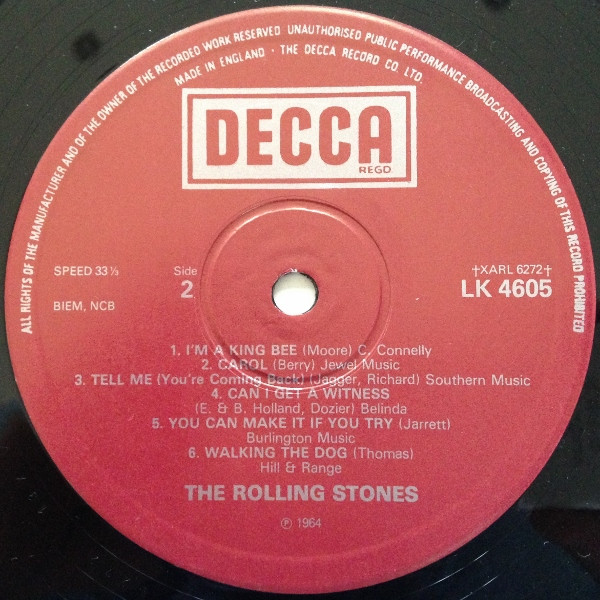 ALL RIGHTS OF THE MANUFACTURER AND OF THE OWNER OF THE RECORDED WORK RESERVED UNAUTHORISED PUBLIC PERFORMANCE BROADCASTING AND COPYING OF THIS RECORD PROHIBITED
MADE IN ENGLAND · THE DECCA RECORD CO. LTD.
DECCA
REGD
SPEED 33⅓
Side
2
†XARL 6272†
BIEM, NCB
LK 4605
1. I'M A KING BEE (Moore) C. Connelly
2. CAROL (Berry) Jewel Music
3. TELL ME (You're Coming Back) (Jagger, Richard) Southern Music
4. CAN I GET A WITNESS
(E. & B. Holland, Dozier) Belinda
5. YOU CAN MAKE IT IF YOU TRY (Jarrett)
Burlington Music
6. WALKING THE DOG (Thomas)
Hill & Range
THE ROLLING STONES
℗ 1964